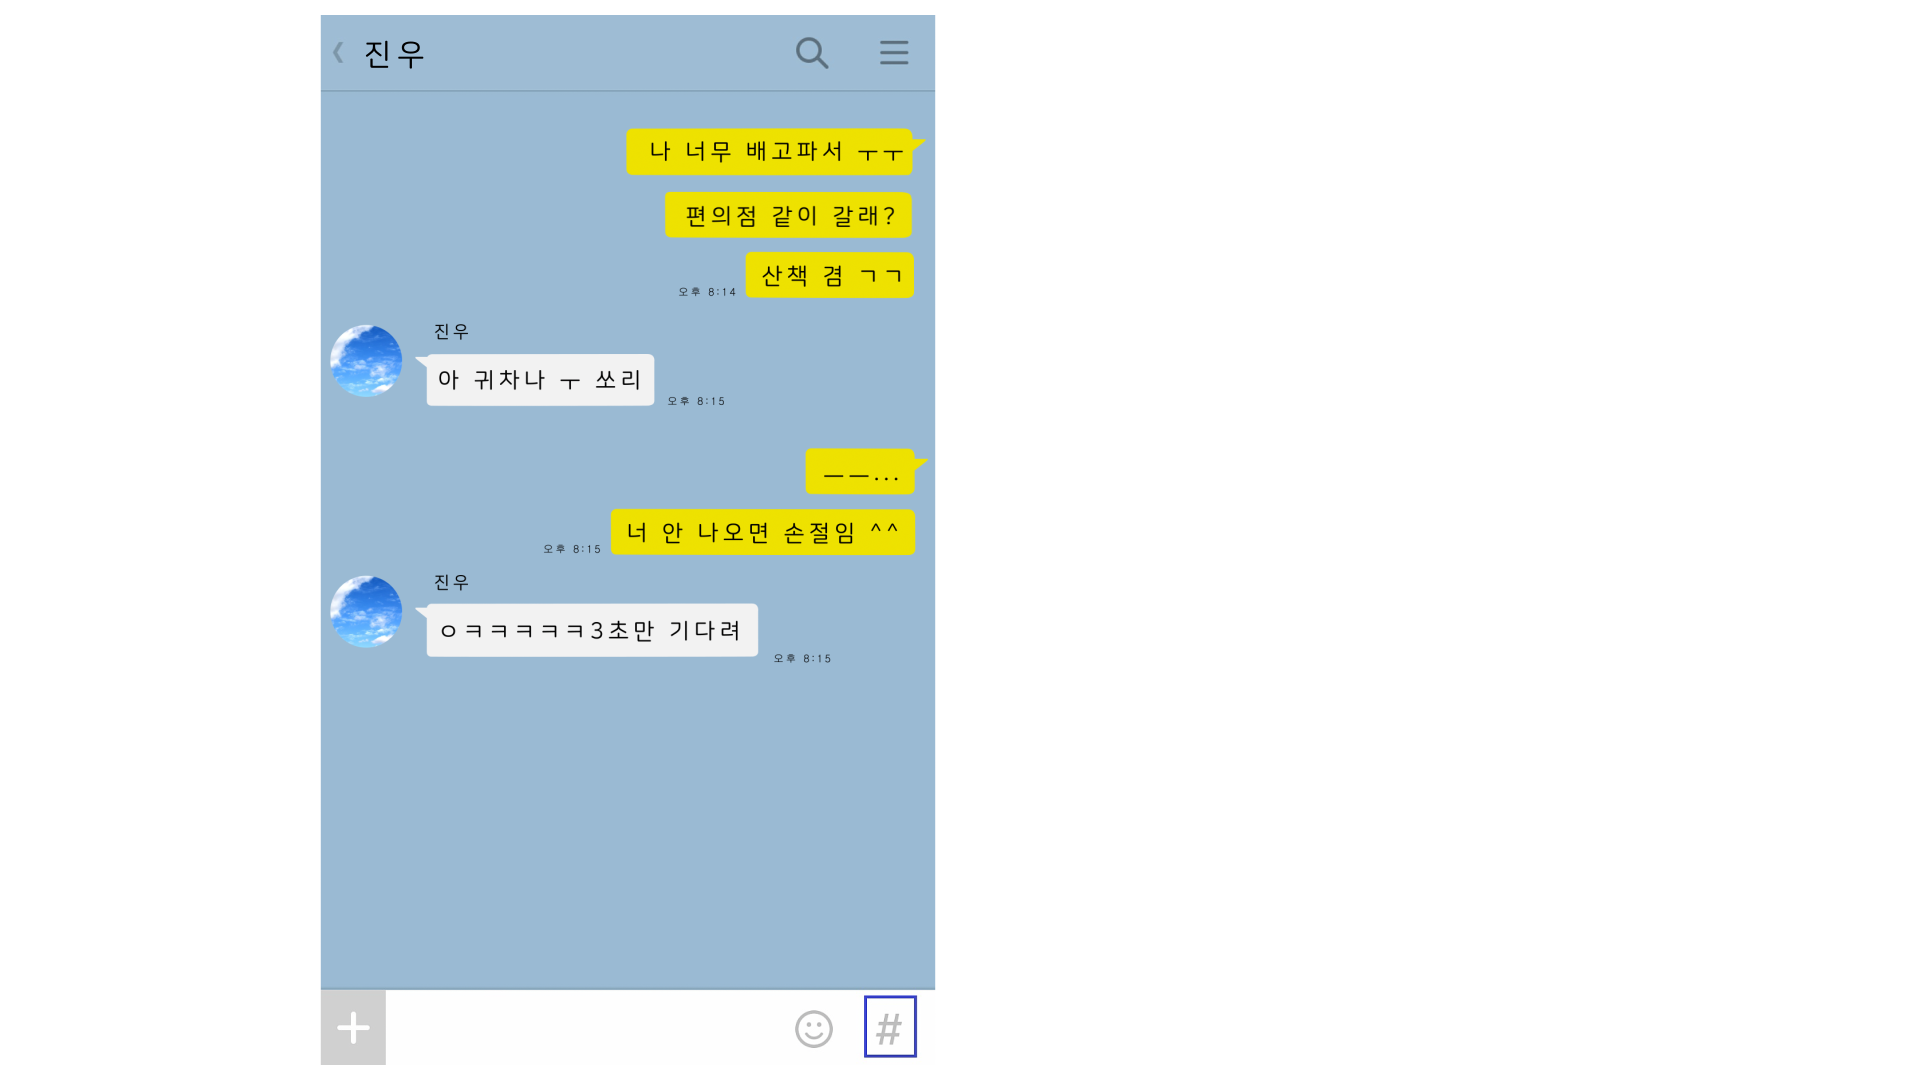 진우
나 너무 배고파서 ㅜㅜ
편의점 같이 갈래?
산책 겸 ㄱㄱ
오후 8:14
진우
아 귀차나 ㅜ 쏘리
오후 8:15
ㅡㅡ...
너 안 나오면 손절임 ^^
오후 8:15
진우
ㅇㅋㅋㅋㅋㅋ3초만 기다려
오후 8:15
#